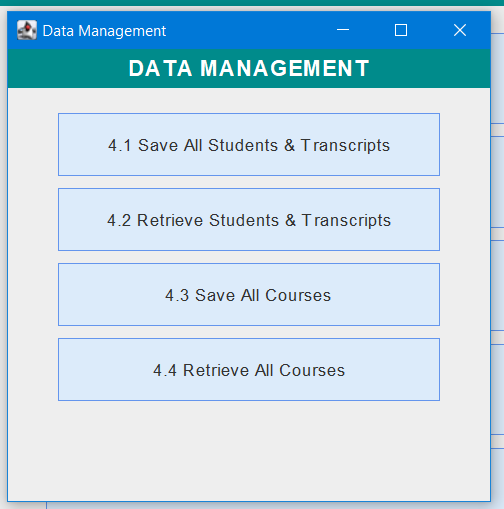 Data Management
DATA MANAGEMENT
4.1 Save All Students & Transcripts
4.2 Retrieve Students & Transcripts
4.3 Save All Courses
4.4 Retrieve All Courses